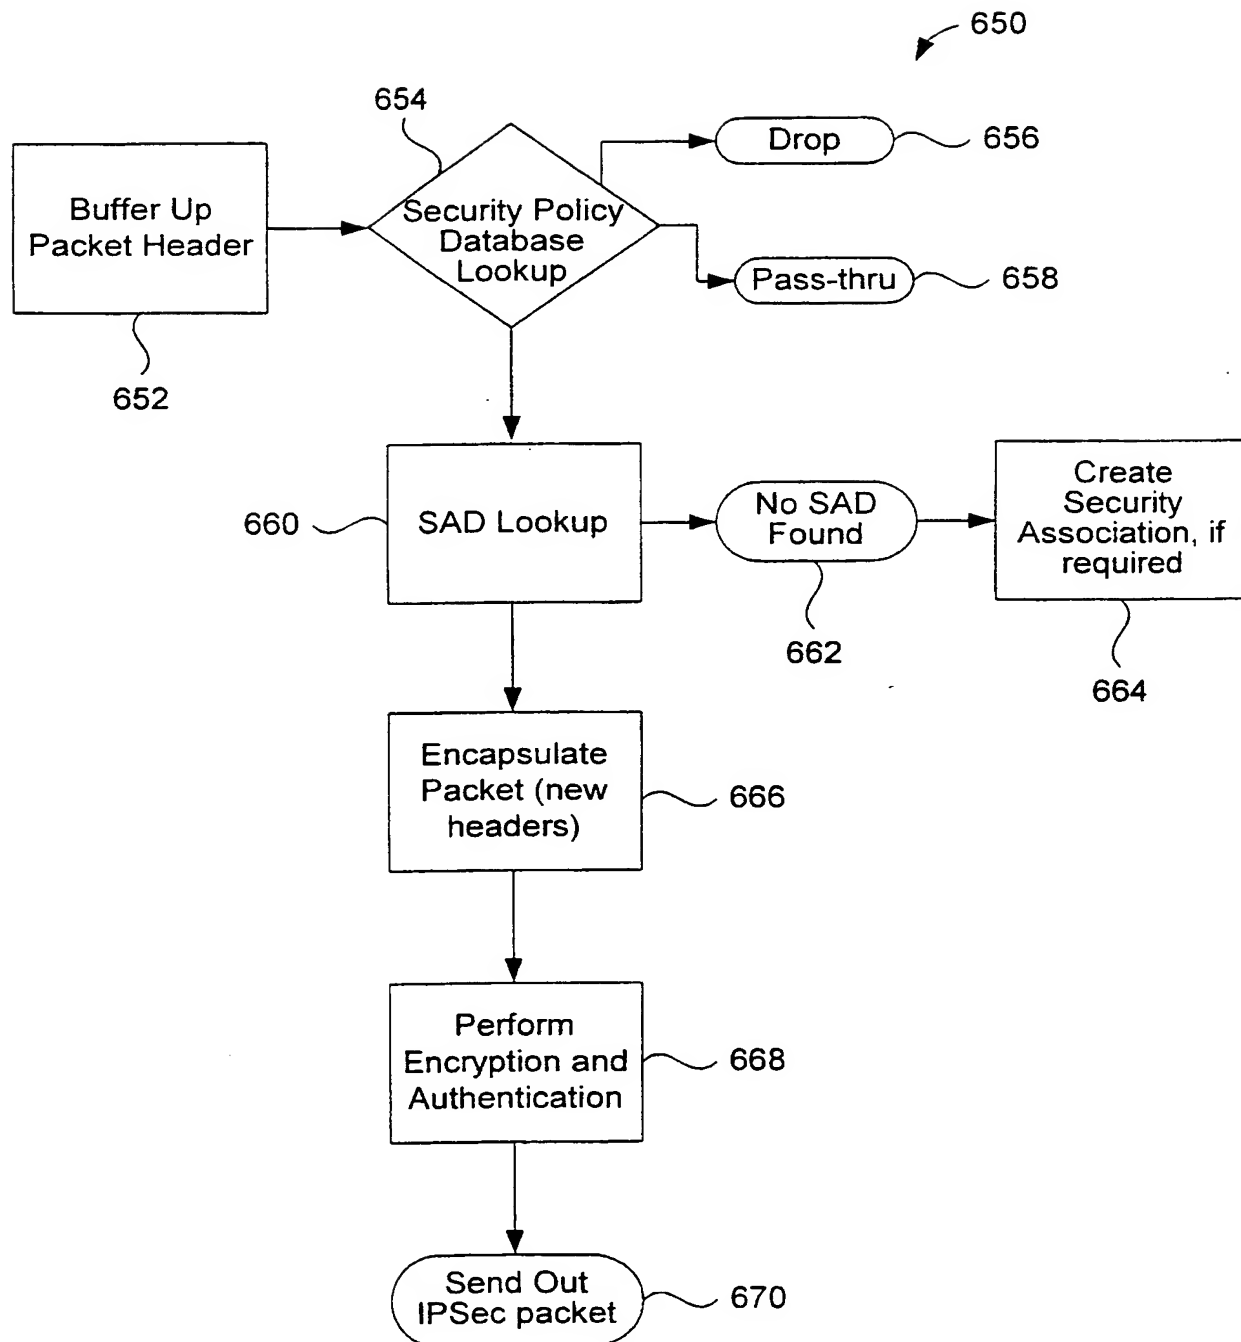 650
654
Drop
656
Buffer Up
Packet Header
Security Policy
Database
Lookup
Pass-thru
658
652
660
SAD Lookup
No SAD
Found
Create
Security
Association, if
required
662
664
Encapsulate
Packet (new
headers)
666
Perform
Encryption and
Authentication
668
Send Out
IPSec packet
670